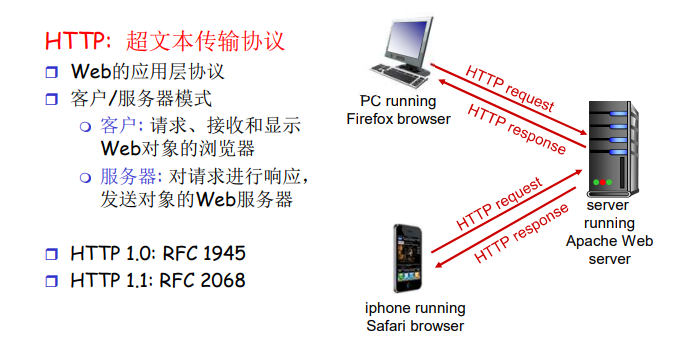 HTTP: 超文本传输协议
Web的应用层协议
客户/服务器模式
客户: 请求、接收和显示
Web对象的浏览器
服务器: 对请求进行响应,
发送对象的Web服务器
HTTP 1.0: RFC 1945
HTTP 1.1: RFC 2068
PC running
Firefox browser
HTTP request
HTTP response
server
running
Apache Web
server
HTTP request
HTTP response
iphone running
Safari browser